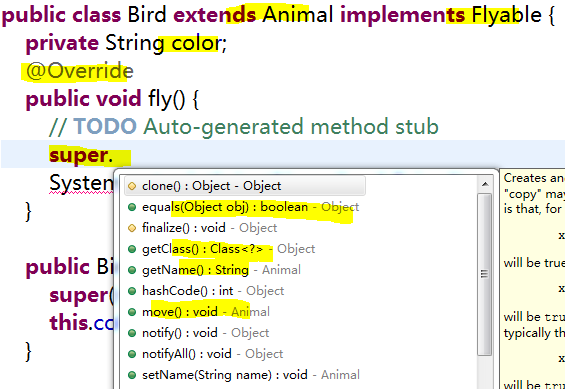 public class Bird extends Animal implements Flyable {
private String color;
@Override
public void fly() {
// TODO Auto-generated method stub
super.
System
}
public Bi
super(
this.co
}
clone() : Object - Object
equals(Object obj) : boolean - Object
finalize() : void - Object
getClass() : Class<?> - Object
getName() : String - Animal
hashCode() : int - Object
move() : void - Animal
notify() : void - Object
notifyAll() : void - Object
setName(String name) : void - Animal
Creates an
"copy" may
is that, for
x
will be true
x
will be tru
typically th
x
will be tru